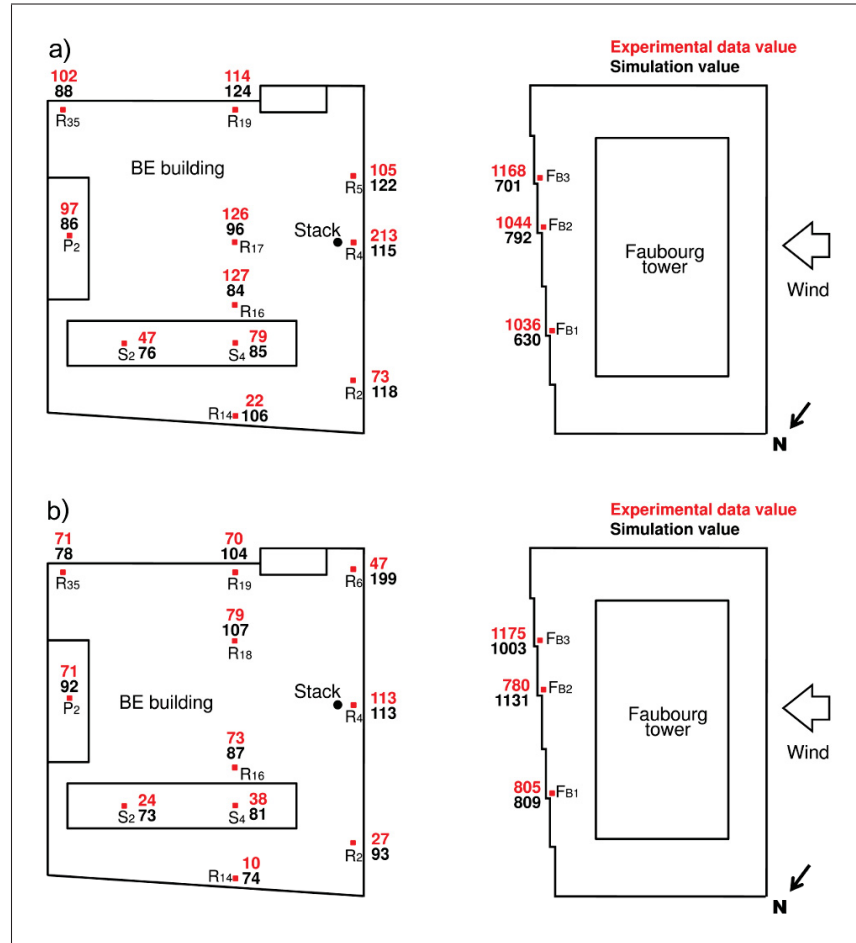 a)
Experimental data value
Simulation value
102
88
R35
114
124
R19
BE building
105
R5
122
1168
701
FB3
97
86
P2
126
96
R17
Stack
213
R4
115
1044
792
FB2
Faubourg
tower
Wind
127
84
R16
1036
630
FB1
47
S2 76
79
S4 85
73
R2
118
22
R14 106
N
b)
Experimental data value
Simulation value
71
78
R35
70
104
R19
47
R6
199
79
107
R18
1175
1003
FB3
71
92
P2
BE building
Stack
113
R4
113
780
1131
FB2
Faubourg
tower
Wind
73
87
R16
805
809
FB1
24
S2 73
38
S4 81
27
R2
93
10
R14 74
N